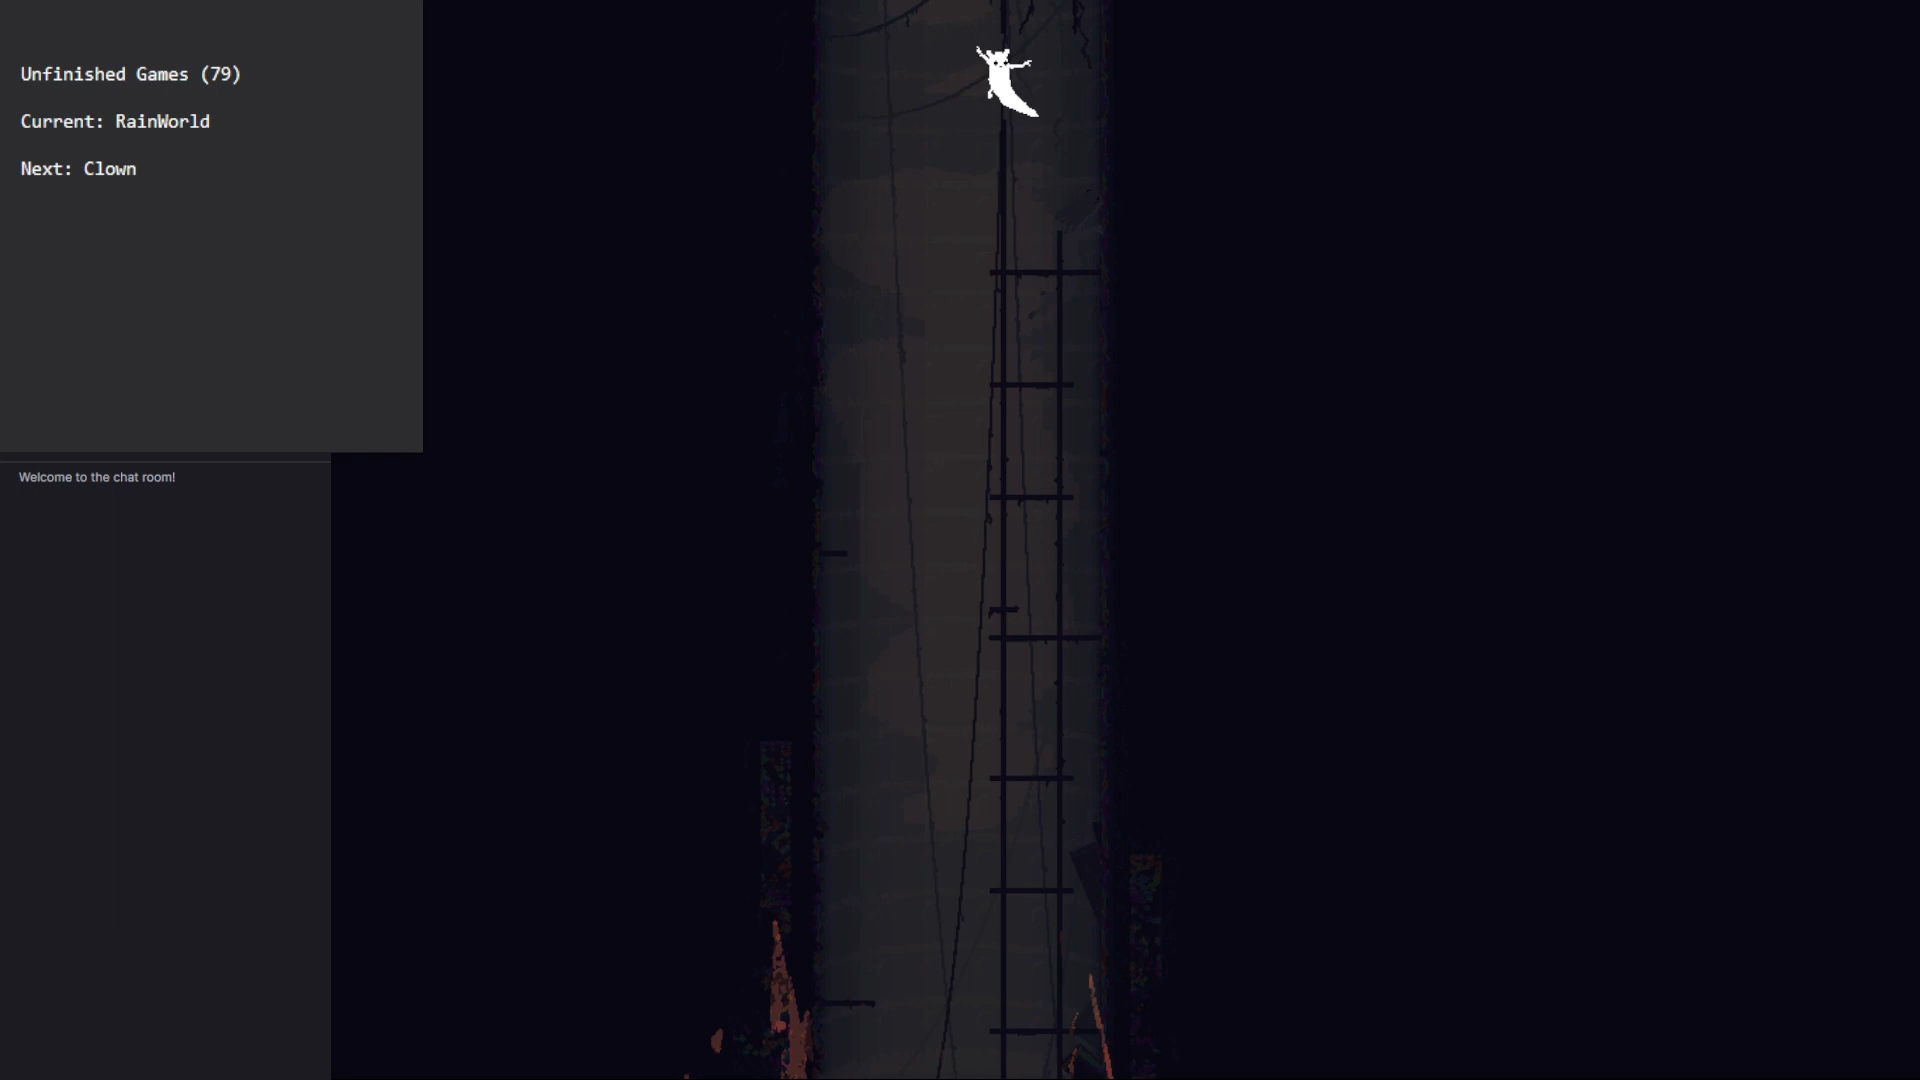 Unfinished Games (79)
Current: RainWorld
Next: Clown
Welcome to the chat room!